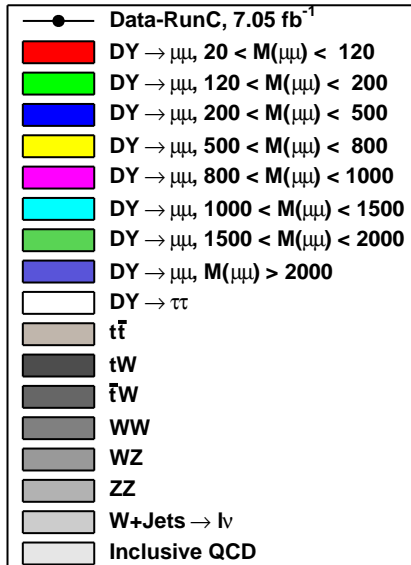 Data-RunC, 7.05 fb⁻¹
DY → μμ, 20 < M(μμ) < 120
DY → μμ, 120 < M(μμ) < 200
DY → μμ, 200 < M(μμ) < 500
DY → μμ, 500 < M(μμ) < 800
DY → μμ, 800 < M(μμ) < 1000
DY → μμ, 1000 < M(μμ) < 1500
DY → μμ, 1500 < M(μμ) < 2000
DY → μμ, M(μμ) > 2000
DY → ττ
tt̅
tW
t̅W
WW
WZ
ZZ
W+Jets → lν
Inclusive QCD